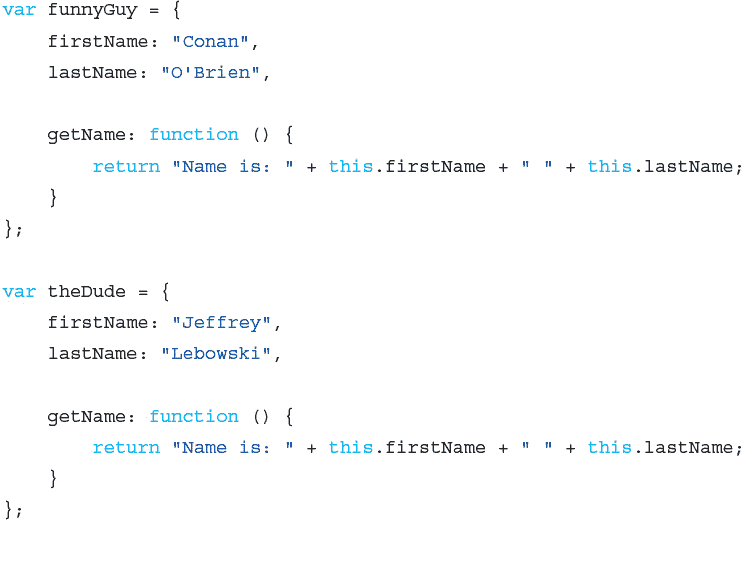 var funnyGuy = {
    firstName: "Conan",
    lastName: "O'Brien",

    getName: function () {
        return "Name is: " + this.firstName + " " + this.lastName;
    }
};

var theDude = {
    firstName: "Jeffrey",
    lastName: "Lebowski",

    getName: function () {
        return "Name is: " + this.firstName + " " + this.lastName;
    }
};